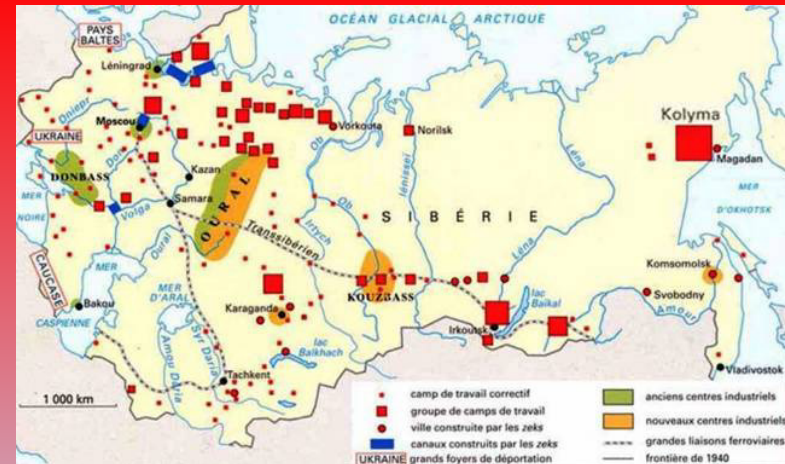 OCÉAN GLACIAL ARCTIQUE
PAYS
BALTES
Léningrad
Dniepr
Moscou
UKRAINE
Don
DONBASS
Kazan
Samara
Volga
MER
NOIRE
CAUCASE
Bakou
MER
CASPIENNE
Oural
OURAL
Vorkouta
Ob
Norilsk
Iénisseï
Léna
Kolyma
Magadan
MER
D'OKHOTSK
SIBÉRIE
Ob
Irtych
Transsibérien
Léna
KOUZBASS
Komsomolsk
Svobodny
Amour
lac
Baïkal
Irkoutsk
Vladivostok
MER
D'ARAL
Karaganda
Syr Daria
Amou Daria
lac
Balkhach
Tachkent
1 000 km
camp de travail correctif
groupe de camps de travail
ville construite par les zeks
canaux construits par les zeks
UKRAINE grands foyers de déportation
anciens centres industriels
nouveaux centres industriels
grandes liaisons ferroviaires
frontière de 1940